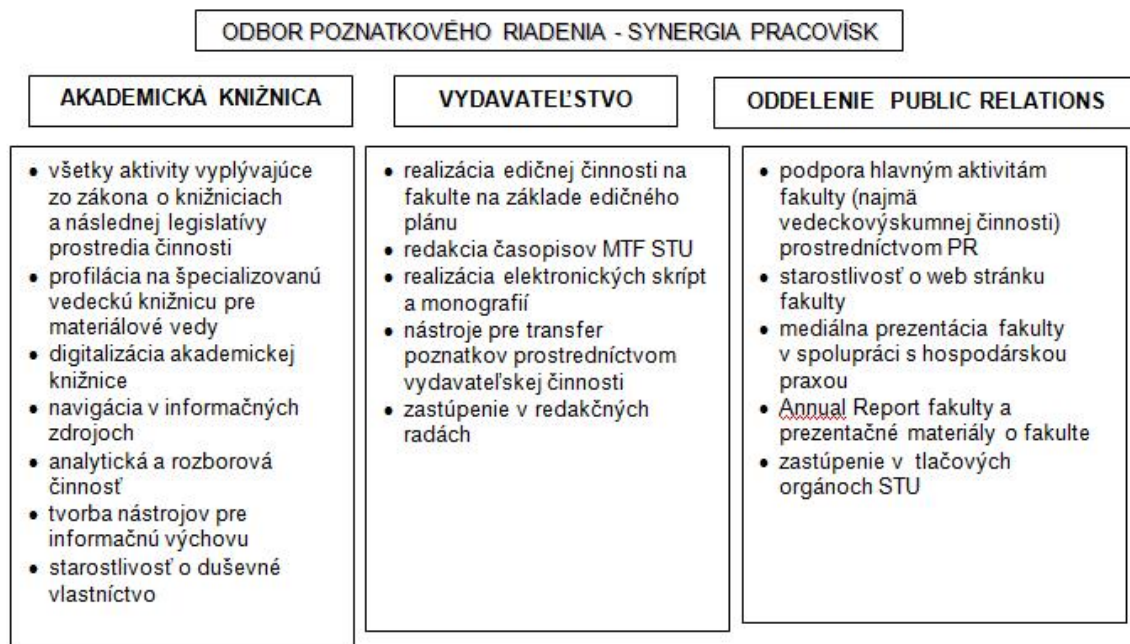 ODBOR POZNATKOVÉHO RIADENIA - SYNERGIA PRACOVÍSK
AKADEMICKÁ KNIŽNICA
• všetky aktivity vyplývajúce
zo zákona o knižniciach
a následnej legislatívy
prostredia činnosti
• profilácia na špecializovanú
vedeckú knižnicu pre
materiálové vedy
• digitalizácia akademickej
knižnice
• navigácia v informačných
zdrojoch
• analytická a rozborová
činnosť
• tvorba nástrojov pre
informačnú výchovu
• starostlivosť o duševné
vlastníctvo
VYDAVATEĽSTVO
• realizácia edičnej činnosti na
fakulte na základe edičného
plánu
• redakcia časopisov MTF STU
• realizácia elektronických skrípt
a monografií
• nástroje pre transfer
poznatkov prostredníctvom
vydavateľskej činnosti
• zastúpenie v redakčných
radách
ODDELENIE PUBLIC RELATIONS
• podpora hlavným aktivitám
fakulty (najmä
vedeckovýskumnej činnosti)
prostredníctvom PR
• starostlivosť o web stránku
fakulty
• mediálna prezentácia fakulty
v spolupráci s hospodárskou
praxou
• Annual Report fakulty a
prezentačné materiály o fakulte
• zastúpenie v tlačových
orgánoch STU